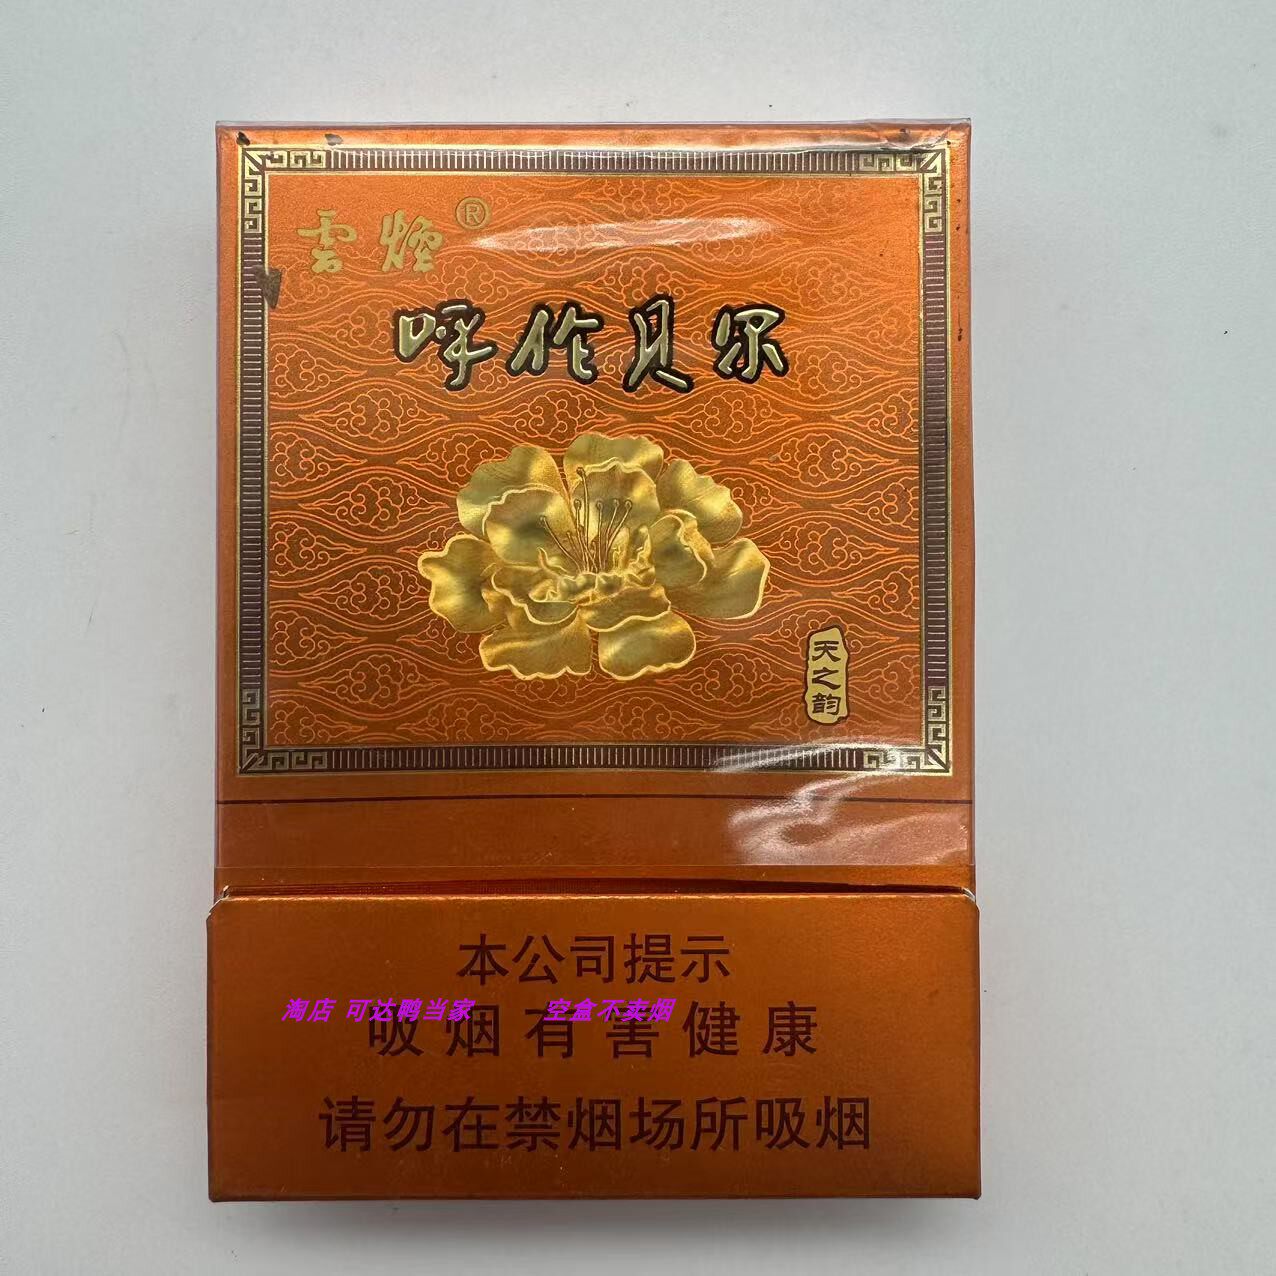 雲煙®
呼伦贝尔
天之韵
本公司提示
淘店 可达鸭当家 空盒不卖烟
吸烟有害健康
请勿在禁烟场所吸烟